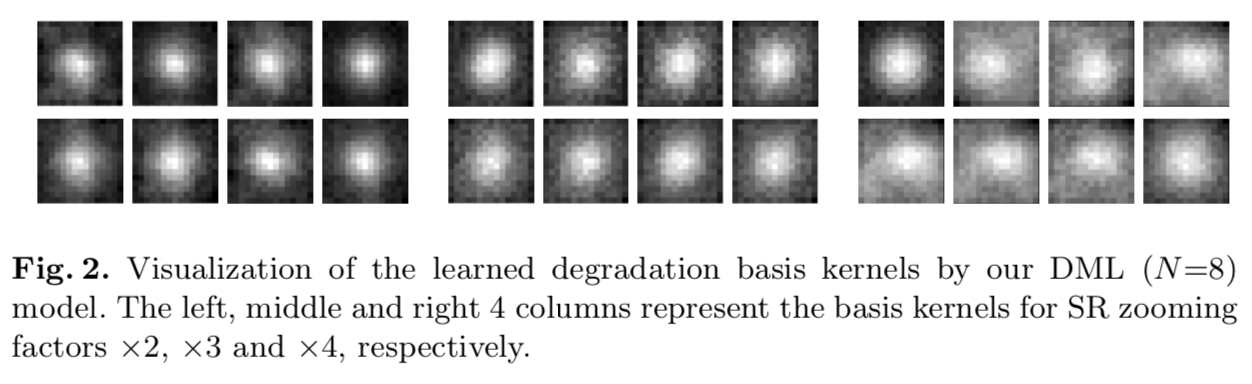 Fig. 2. Visualization of the learned degradation basis kernels by our DML (N=8)
model. The left, middle and right 4 columns represent the basis kernels for SR zooming
factors ×2, ×3 and ×4, respectively.